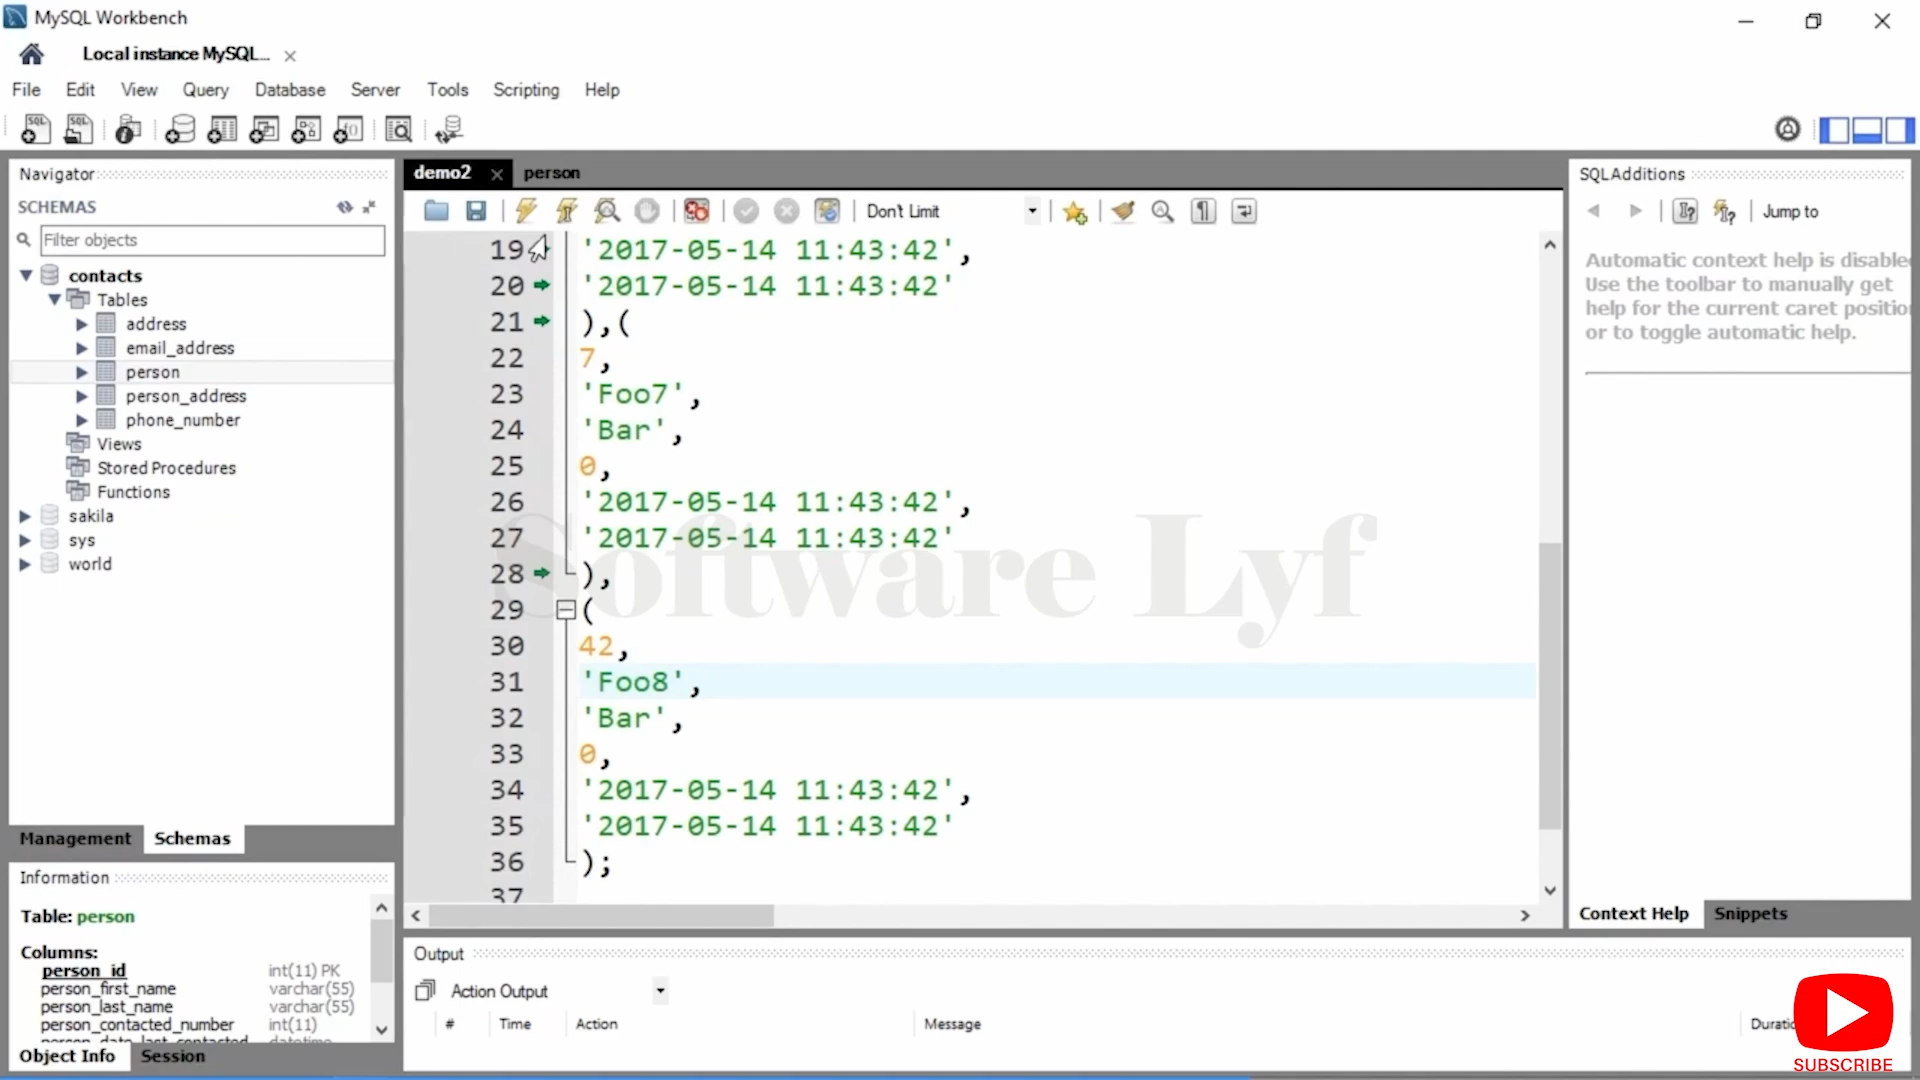 MySQL Workbench
Local instance MySQL...
File Edit View Query Database Server Tools Scripting Help
Navigator
SCHEMAS
Filter objects
contacts
Tables
address
email_address
person
person_address
phone_number
Views
Stored Procedures
Functions
sakila
sys
world
Management Schemas
Information
Table: person
Columns:
person_id int(11) PK
person_first_name varchar(55)
person_last_name varchar(55)
person_contacted_number int(11)
person_date_last_contacted datetime
Object Info Session
demo2 person
Don't Limit
19 '2017-05-14 11:43:42',
20 '2017-05-14 11:43:42'
21 ),(
22 7,
23 'Foo7',
24 'Bar',
25 0,
26 '2017-05-14 11:43:42',
27 '2017-05-14 11:43:42'
28 ),
29 (
30 42,
31 'Foo8',
32 'Bar',
33 0,
34 '2017-05-14 11:43:42',
35 '2017-05-14 11:43:42'
36 );
37
Software Lyf
Output
Action Output
# Time Action Message Duratio
SQLAdditions
Jump to
Automatic context help is disable
Use the toolbar to manually get
help for the current caret positio
or to toggle automatic help.
Context Help Snippets
SUBSCRIBE